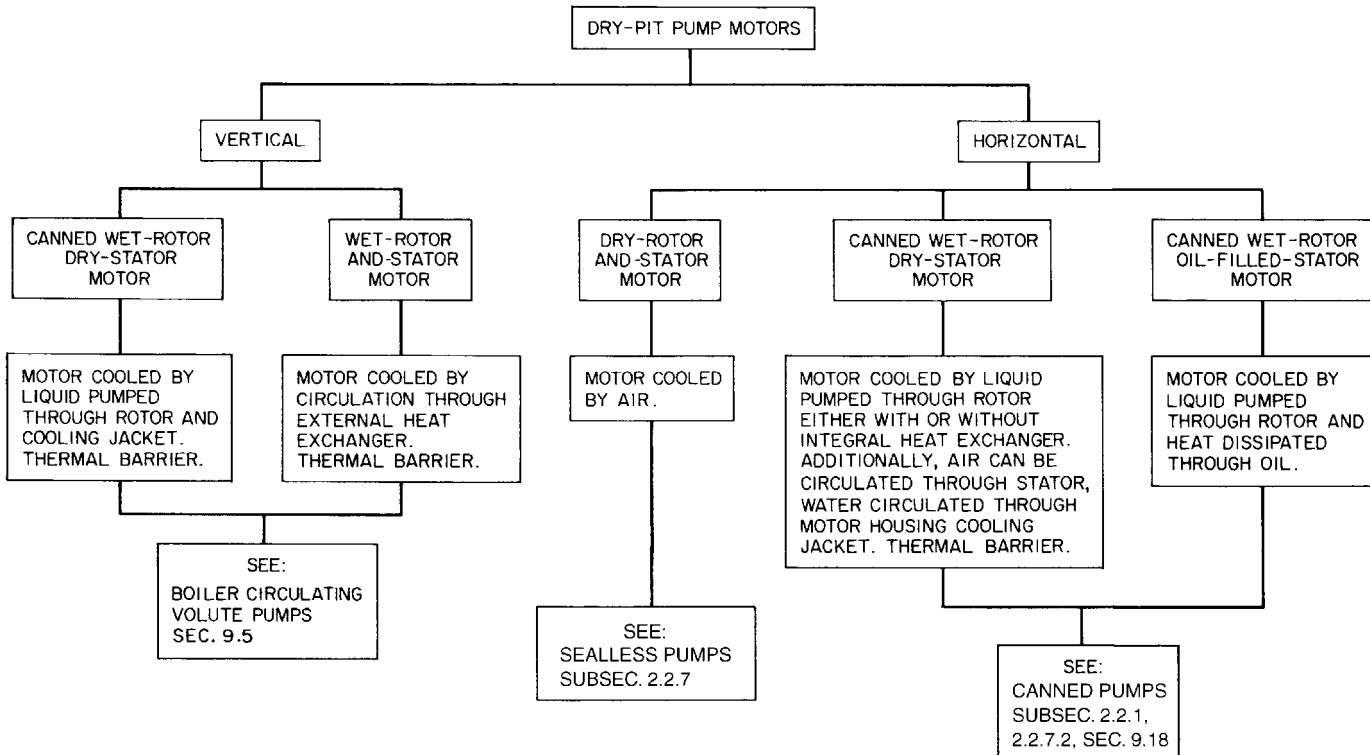 DRY-PIT PUMP MOTORS
VERTICAL
HORIZONTAL
CANNED WET-ROTOR
DRY-STATOR
MOTOR
WET-ROTOR
AND-STATOR
MOTOR
DRY-ROTOR
AND-STATOR
MOTOR
CANNED WET-ROTOR
DRY-STATOR
MOTOR
CANNED WET-ROTOR
OIL-FILLED-STATOR
MOTOR
MOTOR COOLED BY
LIQUID PUMPED
THROUGH ROTOR AND
COOLING JACKET.
THERMAL BARRIER.
MOTOR COOLED BY
CIRCULATION THROUGH
EXTERNAL HEAT
EXCHANGER.
THERMAL BARRIER.
MOTOR COOLED
BY AIR.
MOTOR COOLED BY LIQUID
PUMPED THROUGH ROTOR
EITHER WITH OR WITHOUT
INTEGRAL HEAT EXCHANGER.
ADDITIONALLY, AIR CAN BE
CIRCULATED THROUGH STATOR,
WATER CIRCULATED THROUGH
MOTOR HOUSING COOLING
JACKET. THERMAL BARRIER.
MOTOR COOLED BY
LIQUID PUMPED
THROUGH ROTOR AND
HEAT DISSIPATED
THROUGH OIL.
SEE:
BOILER CIRCULATING
VOLUTE PUMPS
SEC. 9.5
SEE:
SEALLESS PUMPS
SUBSEC. 2.2.7
SEE:
CANNED PUMPS
SUBSEC. 2.2.1,
2.2.7.2, SEC. 9.18